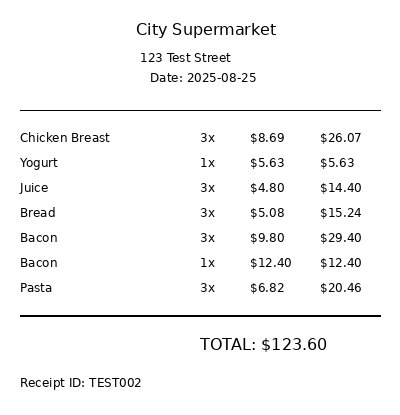 City Supermarket
123 Test Street
Date: 2025-08-25
Chicken Breast 3x $8.69 $26.07
Yogurt 1x $5.63 $5.63
Juice 3x $4.80 $14.40
Bread 3x $5.08 $15.24
Bacon 3x $9.80 $29.40
Bacon 1x $12.40 $12.40
Pasta 3x $6.82 $20.46
TOTAL: $123.60
Receipt ID: TEST002